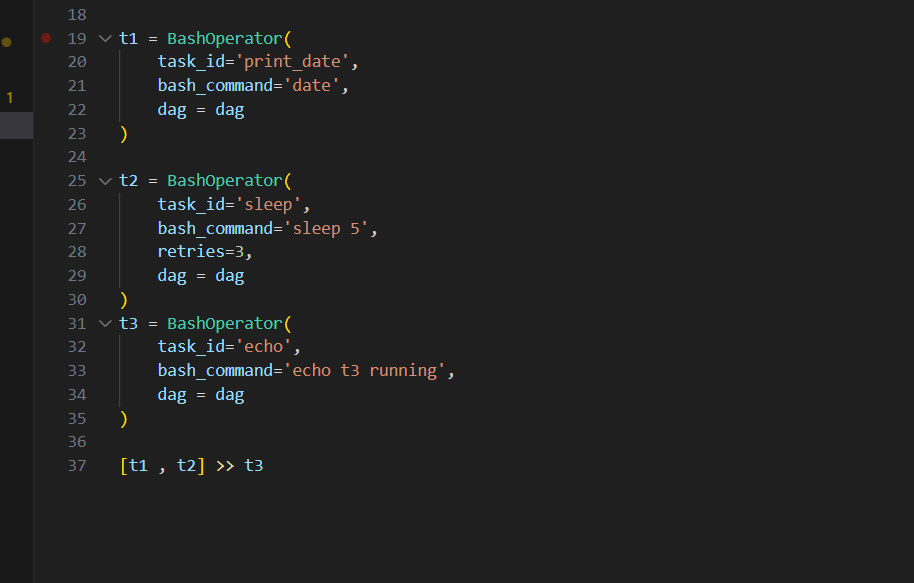 18
19 t1 = BashOperator(
20 task_id='print_date',
21 bash_command='date',
22 dag = dag
23 )
24
25 t2 = BashOperator(
26 task_id='sleep',
27 bash_command='sleep 5',
28 retries=3,
29 dag = dag
30 )
31 t3 = BashOperator(
32 task_id='echo',
33 bash_command='echo t3 running',
34 dag = dag
35 )
36
37 [t1 , t2] >> t3
1